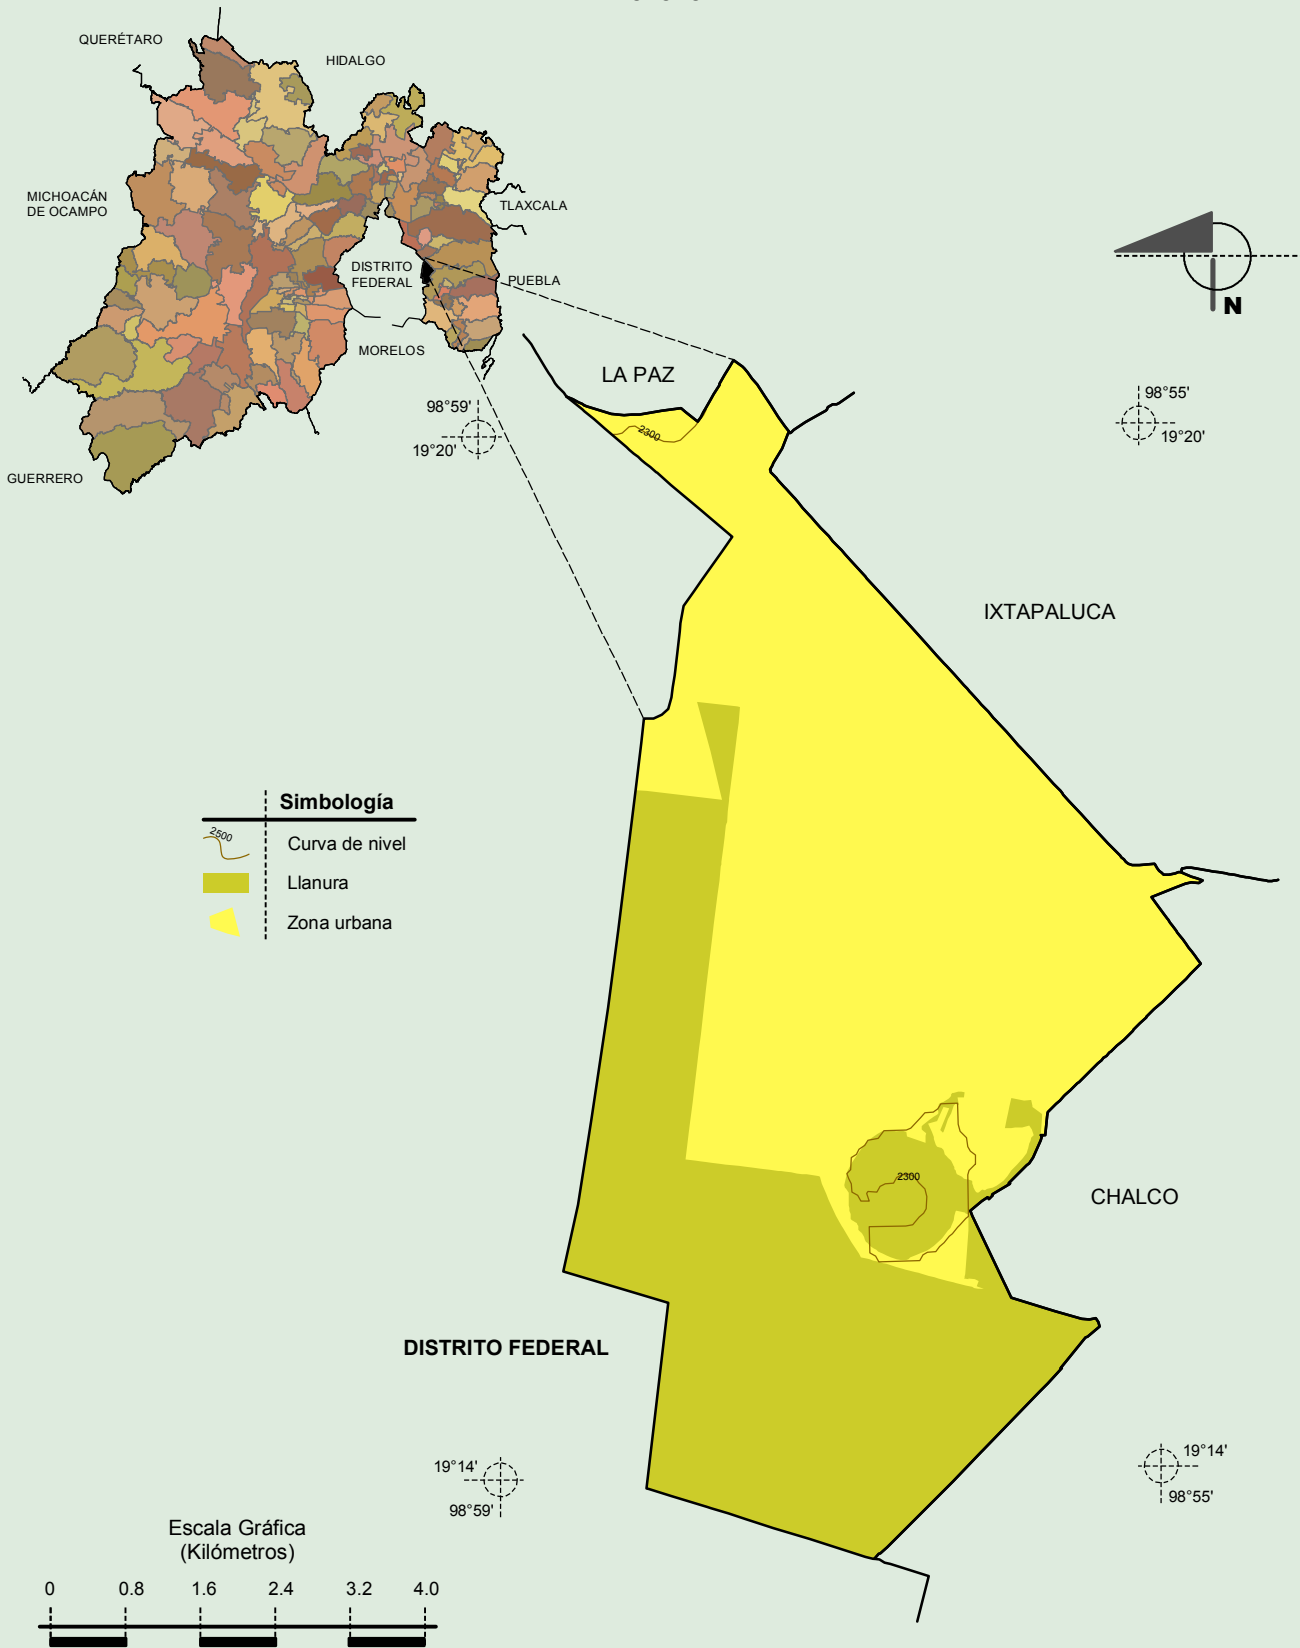 QUERÉTARO
HIDALGO
MICHOACÁN
DE OCAMPO
TLAXCALA
DISTRITO
FEDERAL
PUEBLA
MORELOS
GUERRERO
N
LA PAZ
98°59'
19°20'
98°55'
19°20'
2300
IXTAPALUCA
Simbología
2500
Curva de nivel
Llanura
Zona urbana
2300
CHALCO
DISTRITO FEDERAL
19°14'
98°59'
19°14'
98°55'
Escala Gráfica
(Kilómetros)
0 0.8 1.6 2.4 3.2 4.0